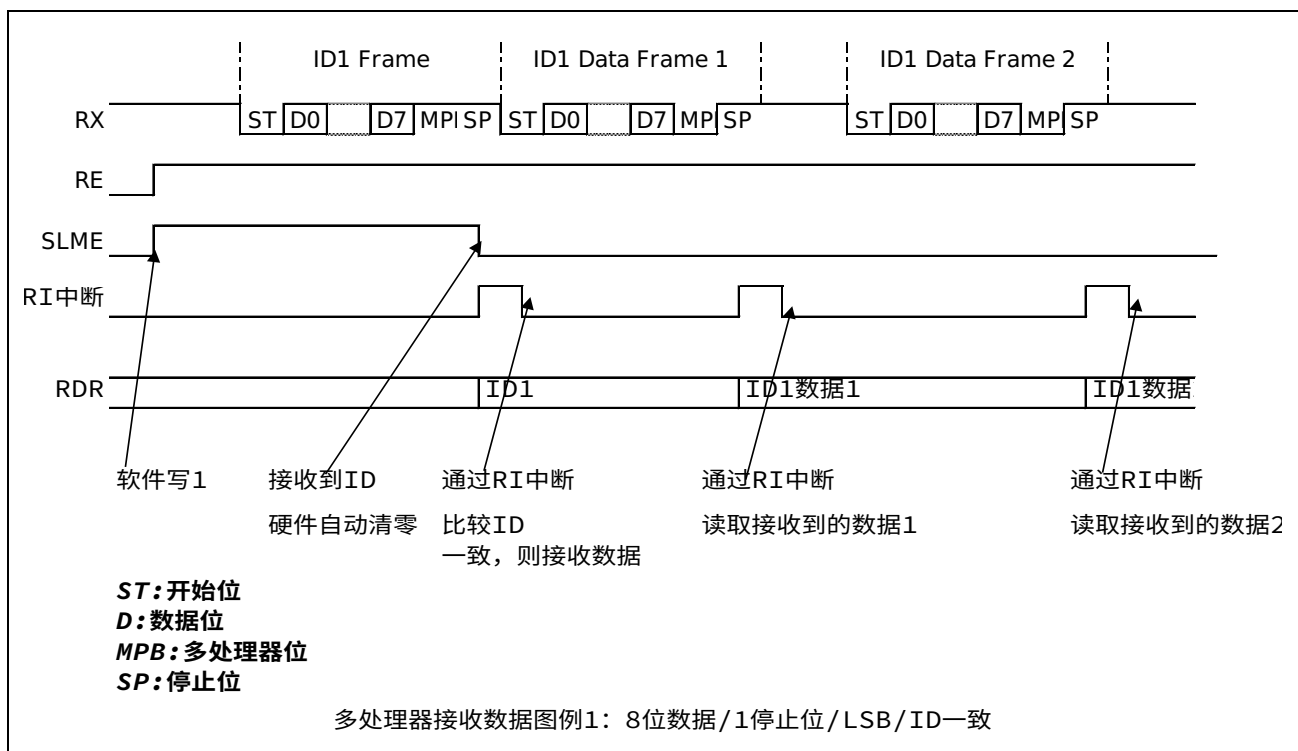 ID1 Frame ID1 Data Frame 1 ID1 Data Frame 2
RX ST D0 D7 MP SP ST D0 D7 MP SP ST D0 D7 MP SP
RE
SLME
RI中断
RDR ID1 ID1数据1 ID1数据
软件写1 接收到ID 通过RI中断 通过RI中断 通过RI中断
硬件自动清零 比较ID 读取接收到的数据1 读取接收到的数据2
一致，则接收数据
ST:开始位
D:数据位
MPB:多处理器位
SP:停止位
多处理器接收数据图例1：8位数据/1停止位/LSB/ID一致